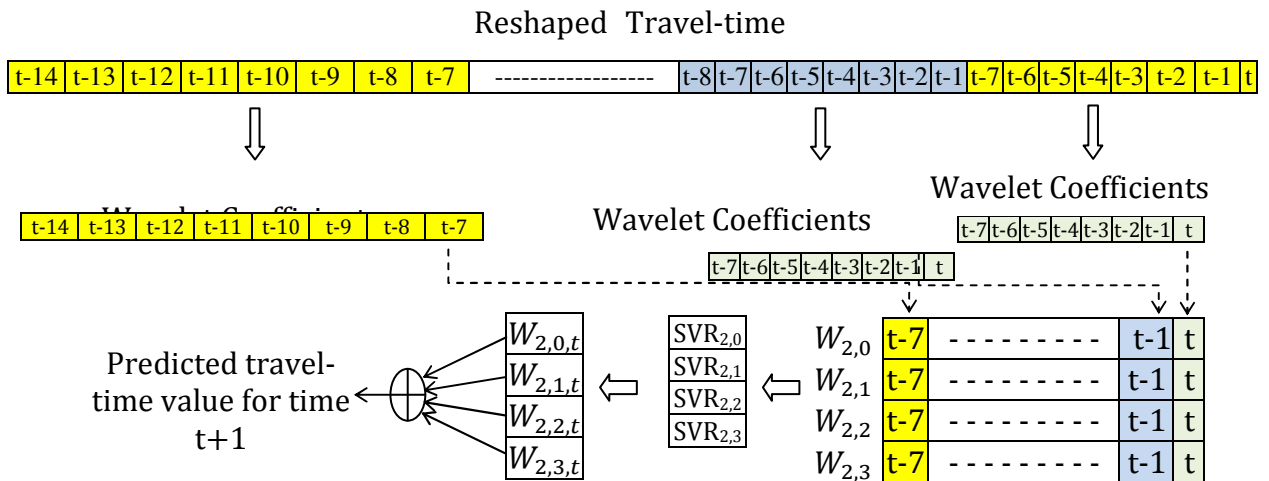 Reshaped Travel-time
t-14 t-13 t-12 t-11 t-10 t-9 t-8 t-7 ------------------ t-8 t-7 t-6 t-5 t-4 t-3 t-2 t-1 t-7 t-6 t-5 t-4 t-3 t-2 t-1 t
Wavelet Coefficients
t-14 t-13 t-12 t-11 t-10 t-9 t-8 t-7
Wavelet Coefficients
t-7 t-6 t-5 t-4 t-3 t-2 t-1 t
t-7 t-6 t-5 t-4 t-3 t-2 t-1 t
Predicted travel-
time value for time
t+1
W2,0,t
W2,1,t
W2,2,t
W2,3,t
SVR2,0
SVR2,1
SVR2,2
SVR2,3
W2,0 t-7 --------- t-1 t
W2,1 t-7 --------- t-1 t
W2,2 t-7 --------- t-1 t
W2,3 t-7 --------- t-1 t